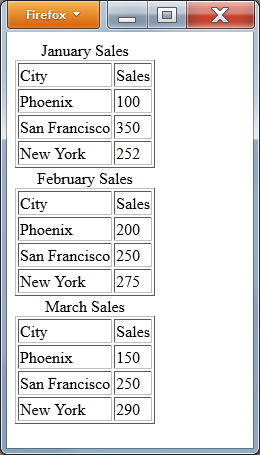 Firefox
January Sales
City Sales
Phoenix 100
San Francisco 350
New York 252
February Sales
City Sales
Phoenix 200
San Francisco 250
New York 275
March Sales
City Sales
Phoenix 150
San Francisco 250
New York 290